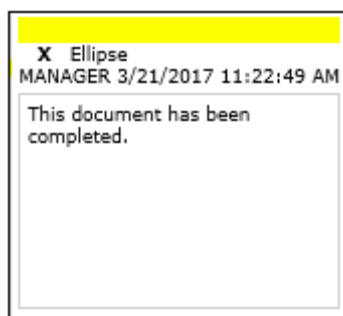 X Ellipse
MANAGER 3/21/2017 11:22:49 AM
This document has been
completed.